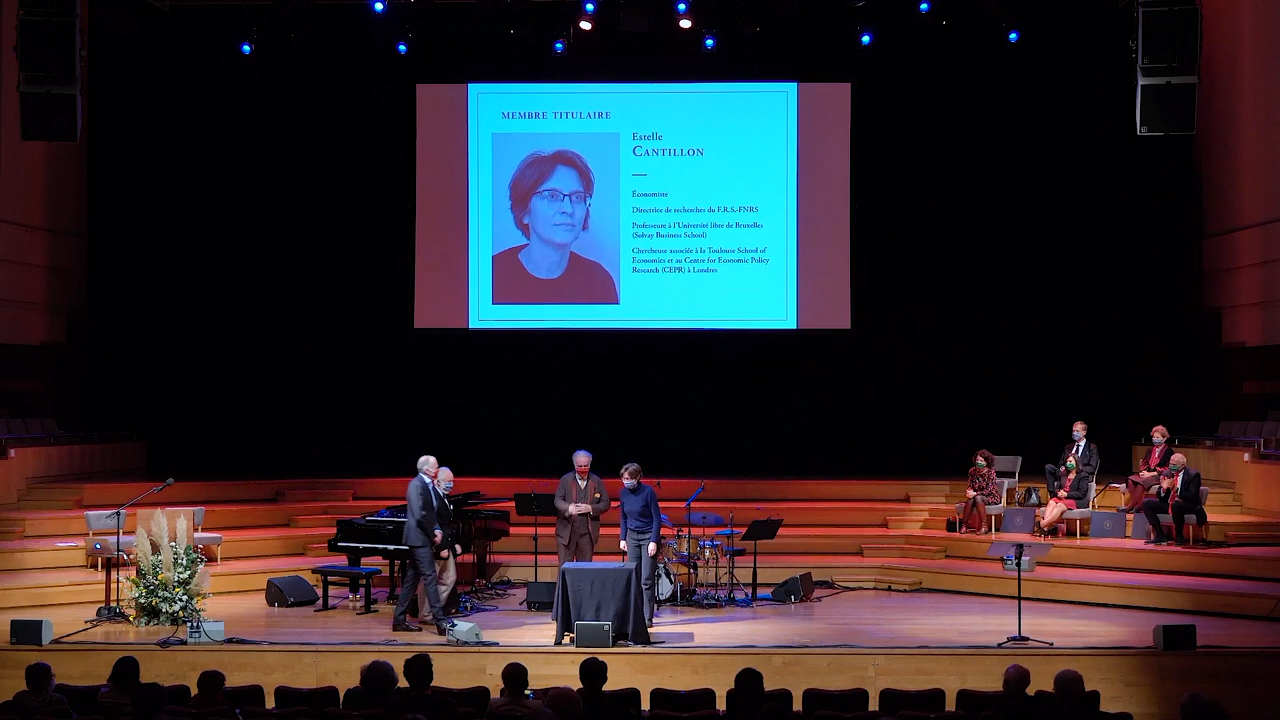 MEMBRE TITULAIRE
Estelle
CANTILLON
Économiste
Directrice de recherches du F.R.S.-FNRS
Professeure à l'Université libre de Bruxelles
(Solvay Business School)
Chercheuse associée à la Toulouse School of
Economics et au Centre for Economic Policy
Research (CEPR) à Londres